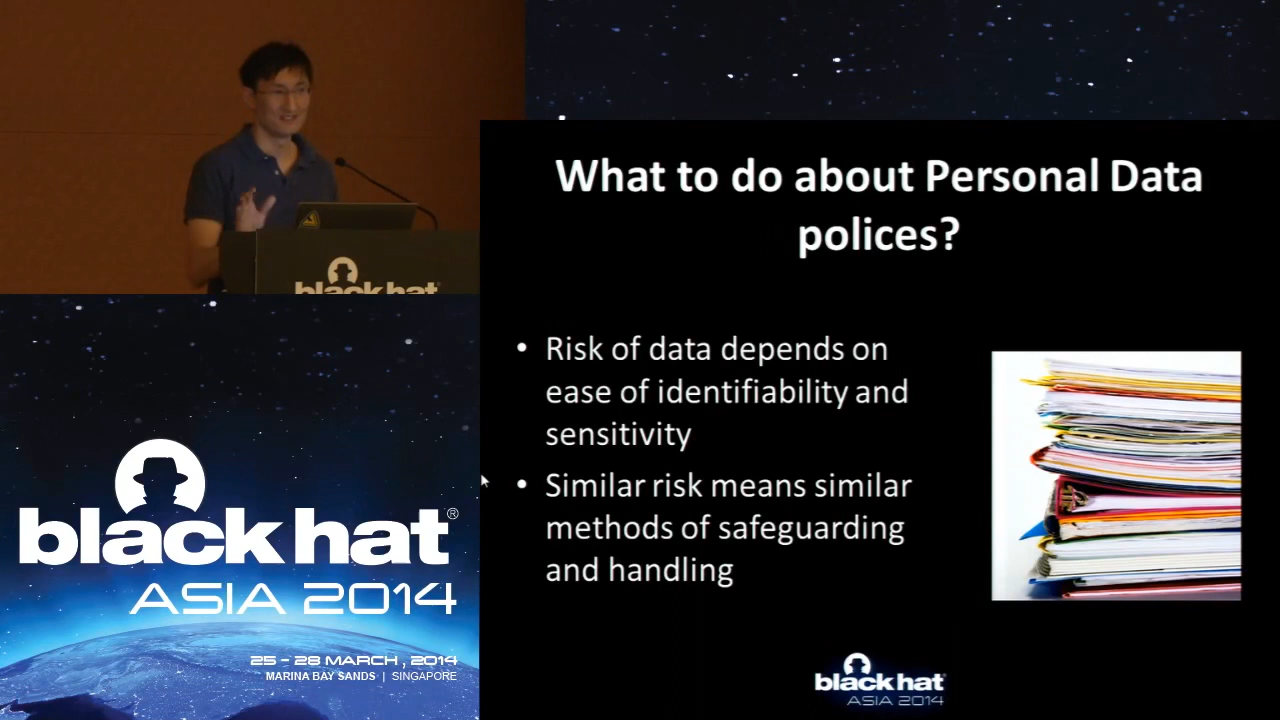 black hat
What to do about Personal Data
polices?
• Risk of data depends on
ease of identifiability and
sensitivity
• Similar risk means similar
methods of safeguarding
and handling
black hat®
ASIA 2014
25 - 28 MARCH, 2014
MARINA BAY SANDS | SINGAPORE
black hat
ASIA 2014